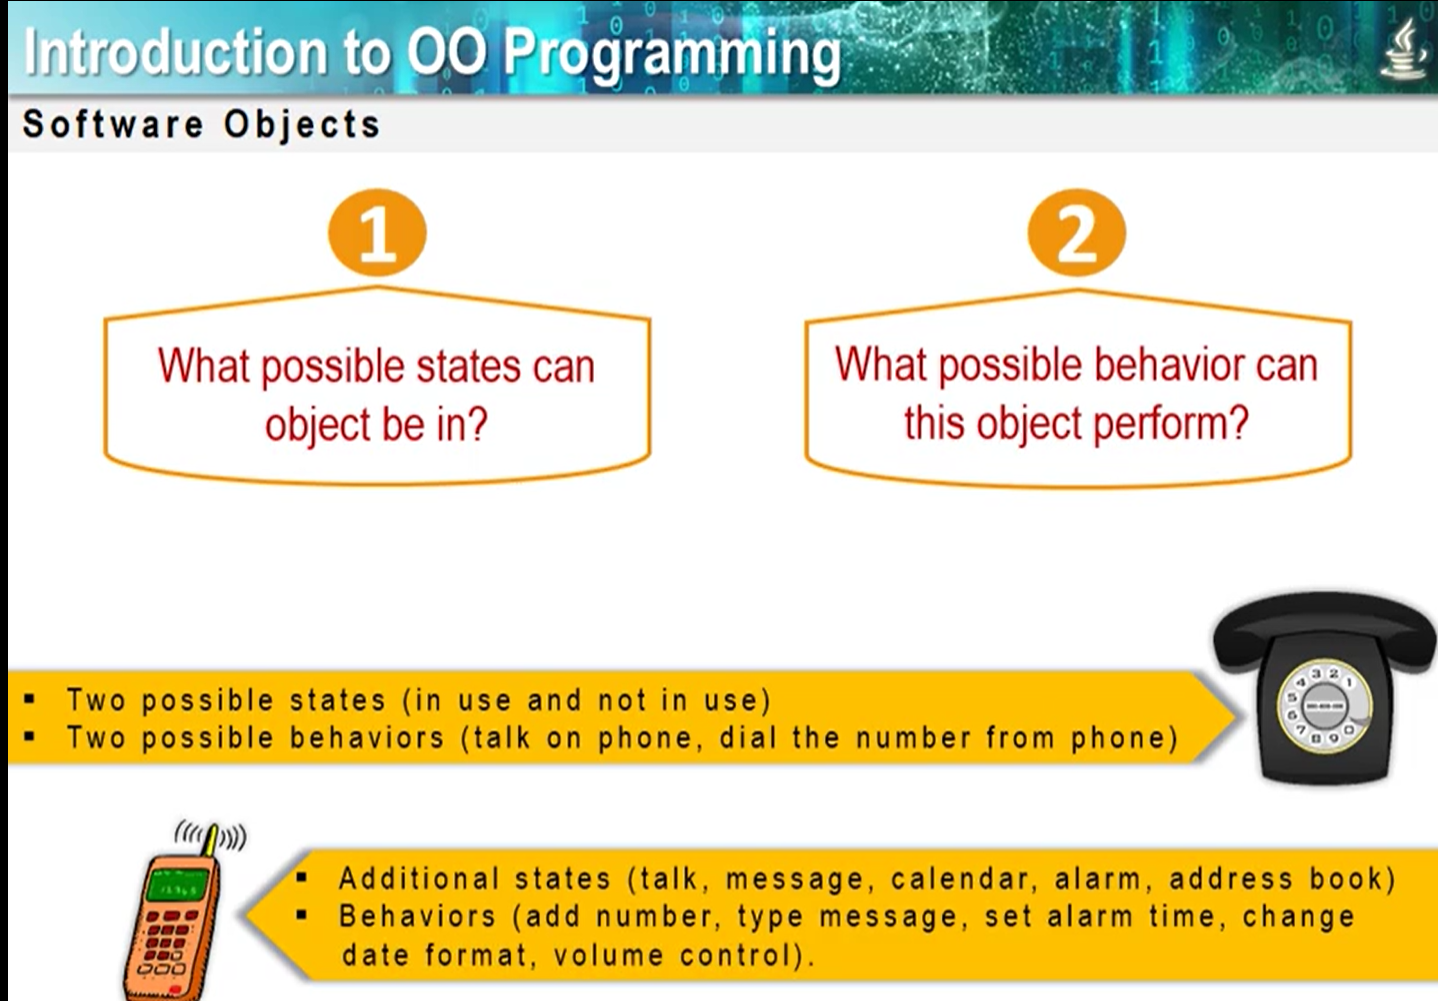 Introduction to OO Programming
Software Objects
1
What possible states can
object be in?
2
What possible behavior can
this object perform?
▪ Two possible states (in use and not in use)
▪ Two possible behaviors (talk on phone, dial the number from phone)
▪ Additional states (talk, message, calendar, alarm, address book)
▪ Behaviors (add number, type message, set alarm time, change
date format, volume control).